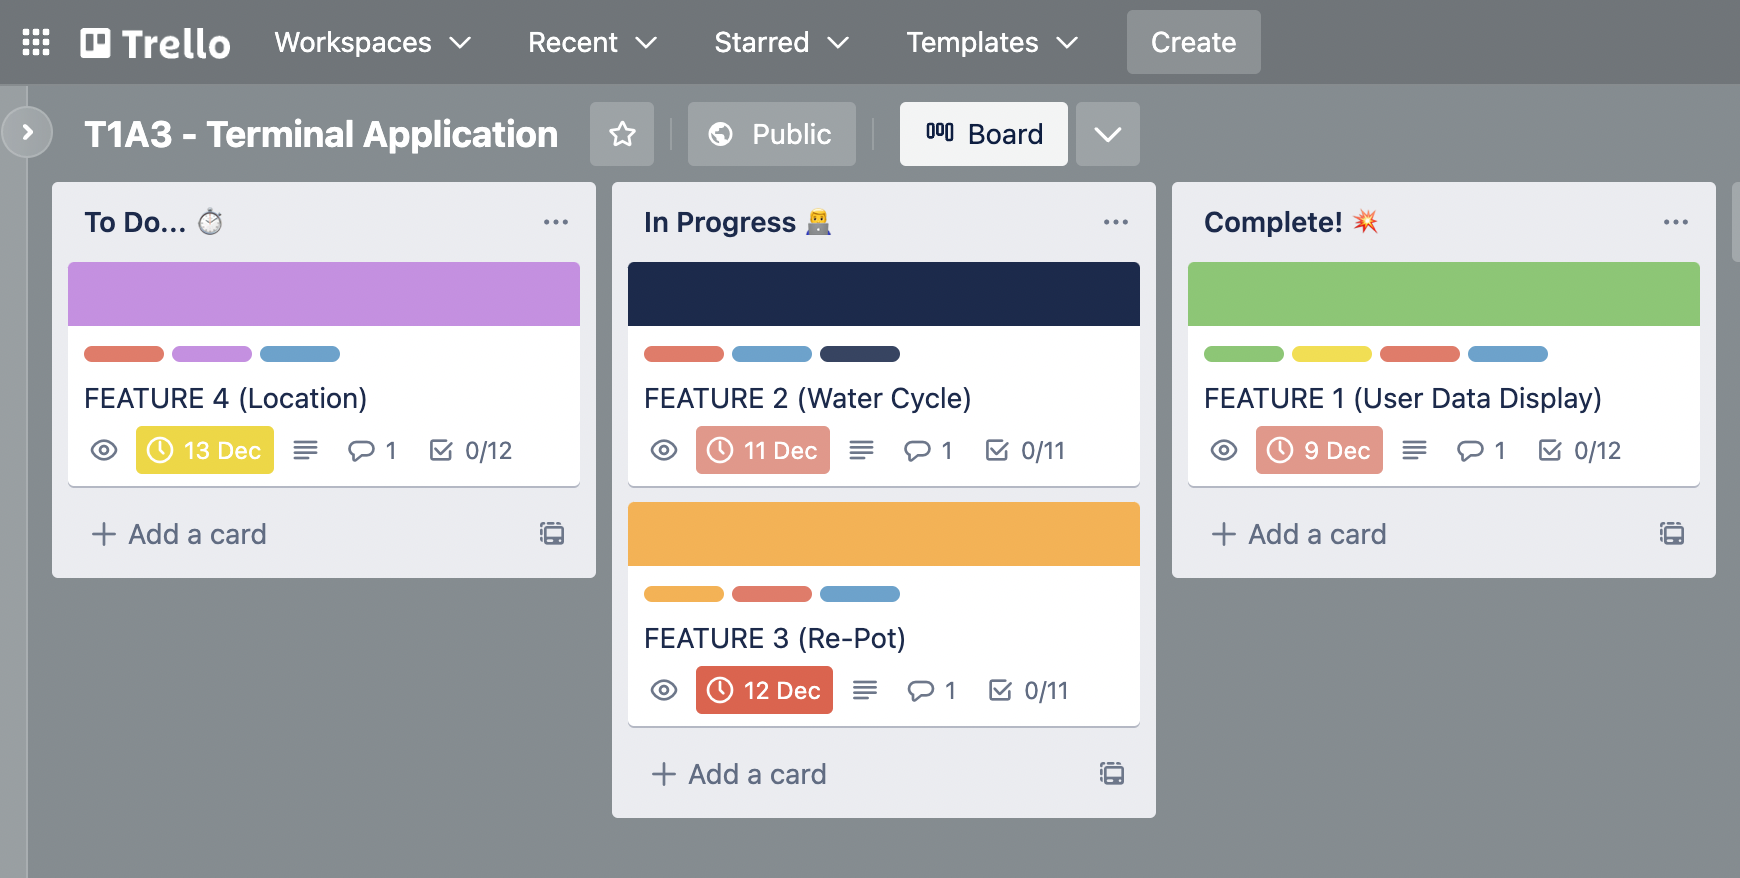 Trello Workspaces Recent Starred Templates Create
T1A3 - Terminal Application Public Board
To Do...
FEATURE 4 (Location)
13 Dec 1 0/12
Add a card
In Progress
FEATURE 2 (Water Cycle)
11 Dec 1 0/11
FEATURE 3 (Re-Pot)
12 Dec 1 0/11
Add a card
Complete!
FEATURE 1 (User Data Display)
9 Dec 1 0/12
Add a card